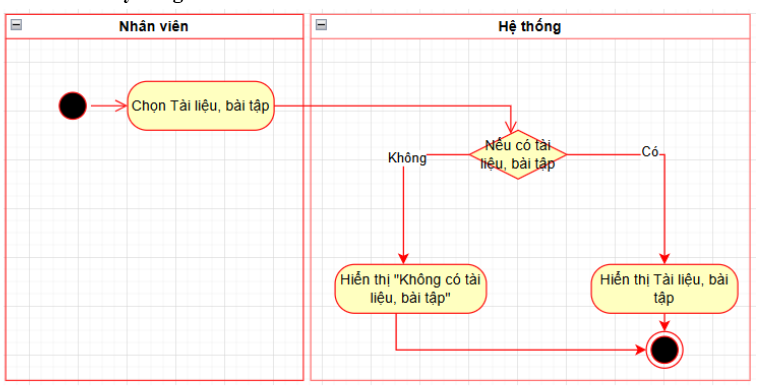 Nhân viên
Hệ thống
Chọn Tài liệu, bài tập
Nếu có tài
liệu, bài tập
Không
Có
Hiển thị "Không có tài
liệu, bài tập"
Hiển thị Tài liệu, bài
tập